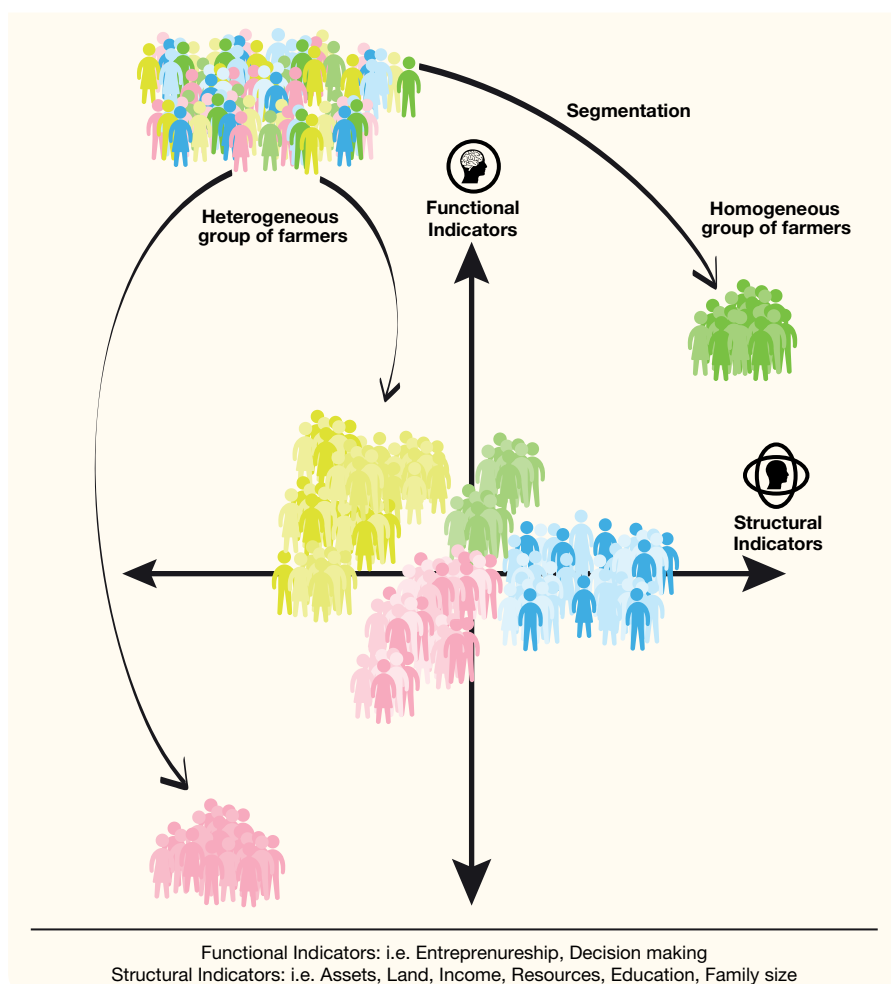 Segmentation
Heterogeneous
group of farmers
Functional
Indicators
Homogeneous
group of farmers
Structural
Indicators
Functional Indicators: i.e. Entreprenureship, Decision making
Structural Indicators: i.e. Assets, Land, Income, Resources, Education, Family size